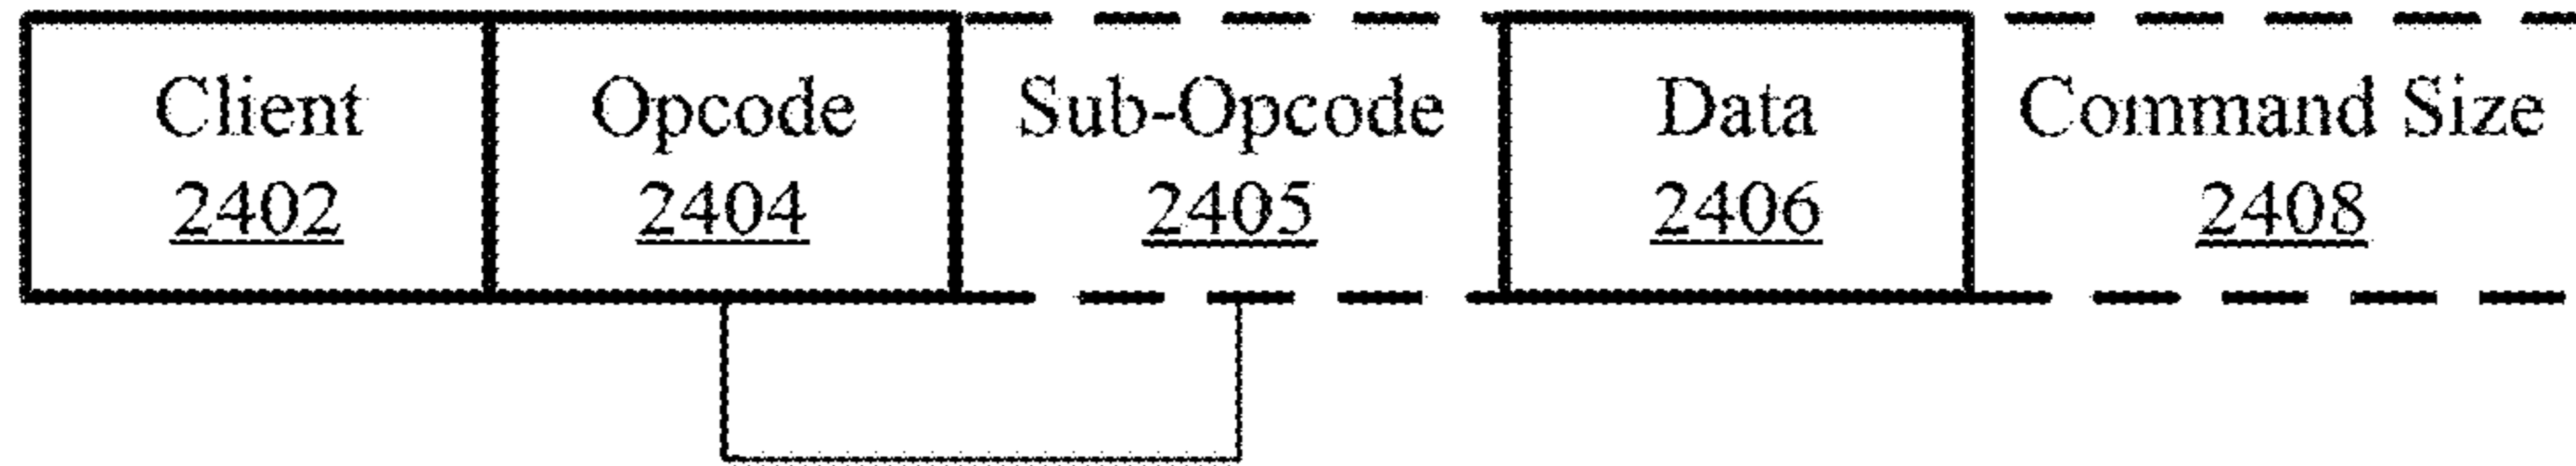 Client Opcode Sub-Opcode Data Command Size
2402 2404 2405 2406 2408